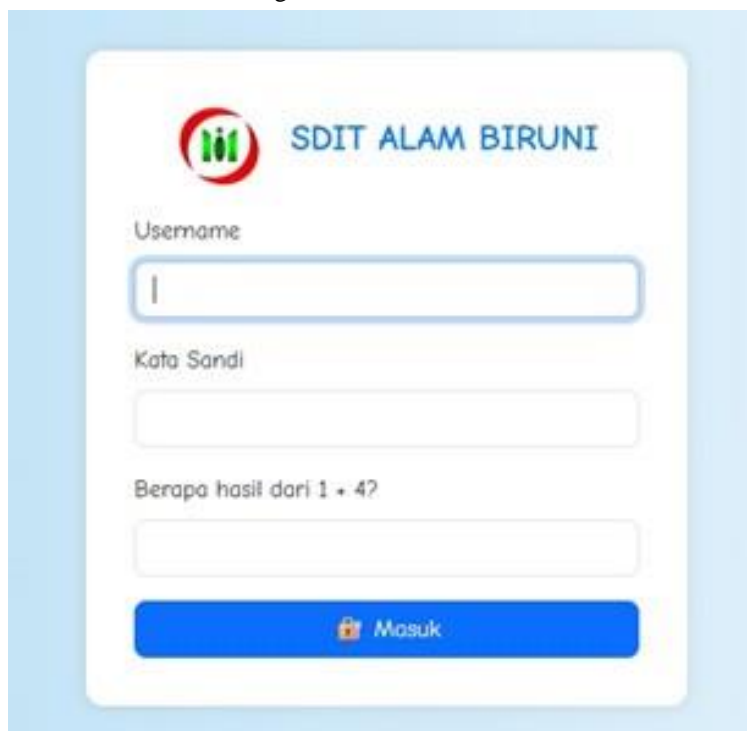 SDIT ALAM BIRUNI
Username
Kata Sandi
Berapa hasil dari 1 + 4?
Masuk